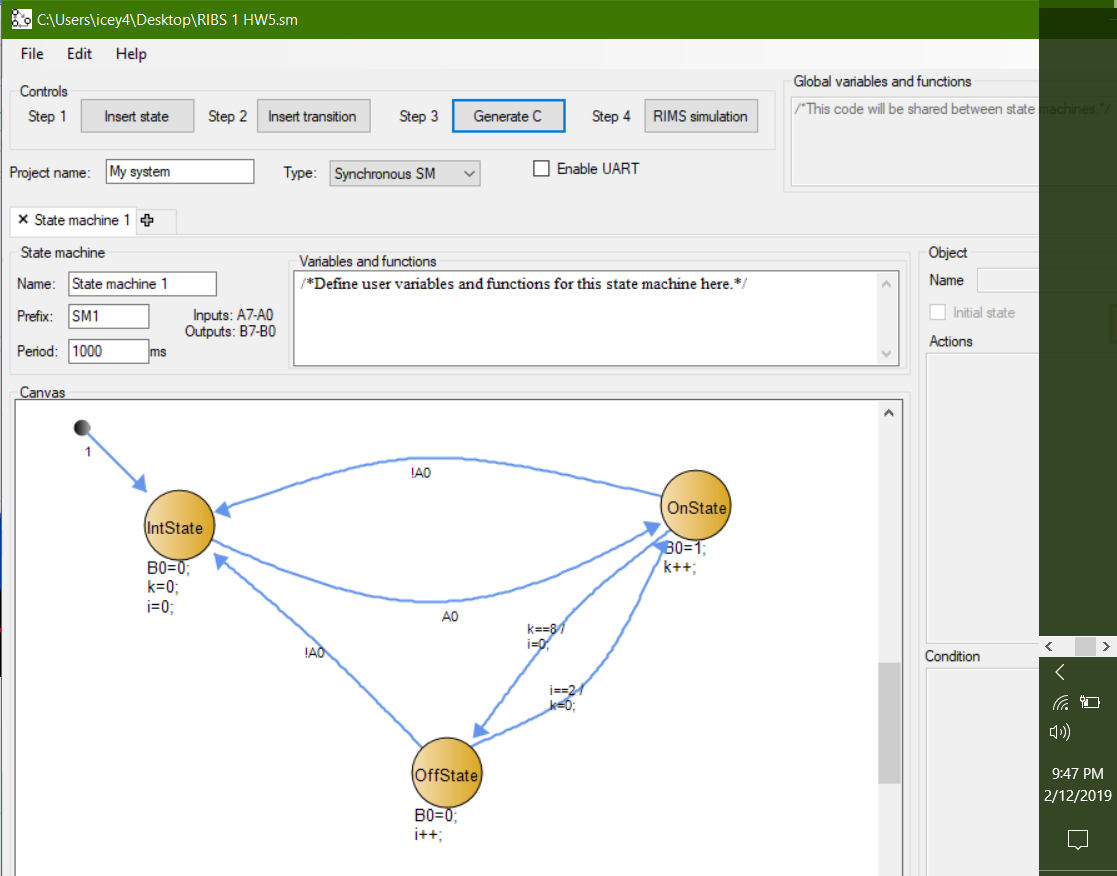 C:\Users\icey4\Desktop\RIBS 1 HW5.sm
File Edit Help
Controls
Step 1 Insert state Step 2 Insert transition Step 3 Generate C Step 4 RIMS simulation
Global variables and functions
/*This code will be shared between state machines.*/
Project name: My system Type: Synchronous SM Enable UART
State machine 1
State machine
Name: State machine 1
Prefix: SM1
Inputs: A7-A0
Outputs: B7-B0
Period: 1000 ms
Variables and functions
/*Define user variables and functions for this state machine here.*/
Object
Name
Initial state
Actions
Condition
Canvas
1
!A0
IntState
B0=0;
k=0;
i=0;
OnState
B0=1;
k++;
A0
!A0
k==8 /
i=0;
i==2 /
k=0;
OffState
B0=0;
i++;
9:47 PM
2/12/2019